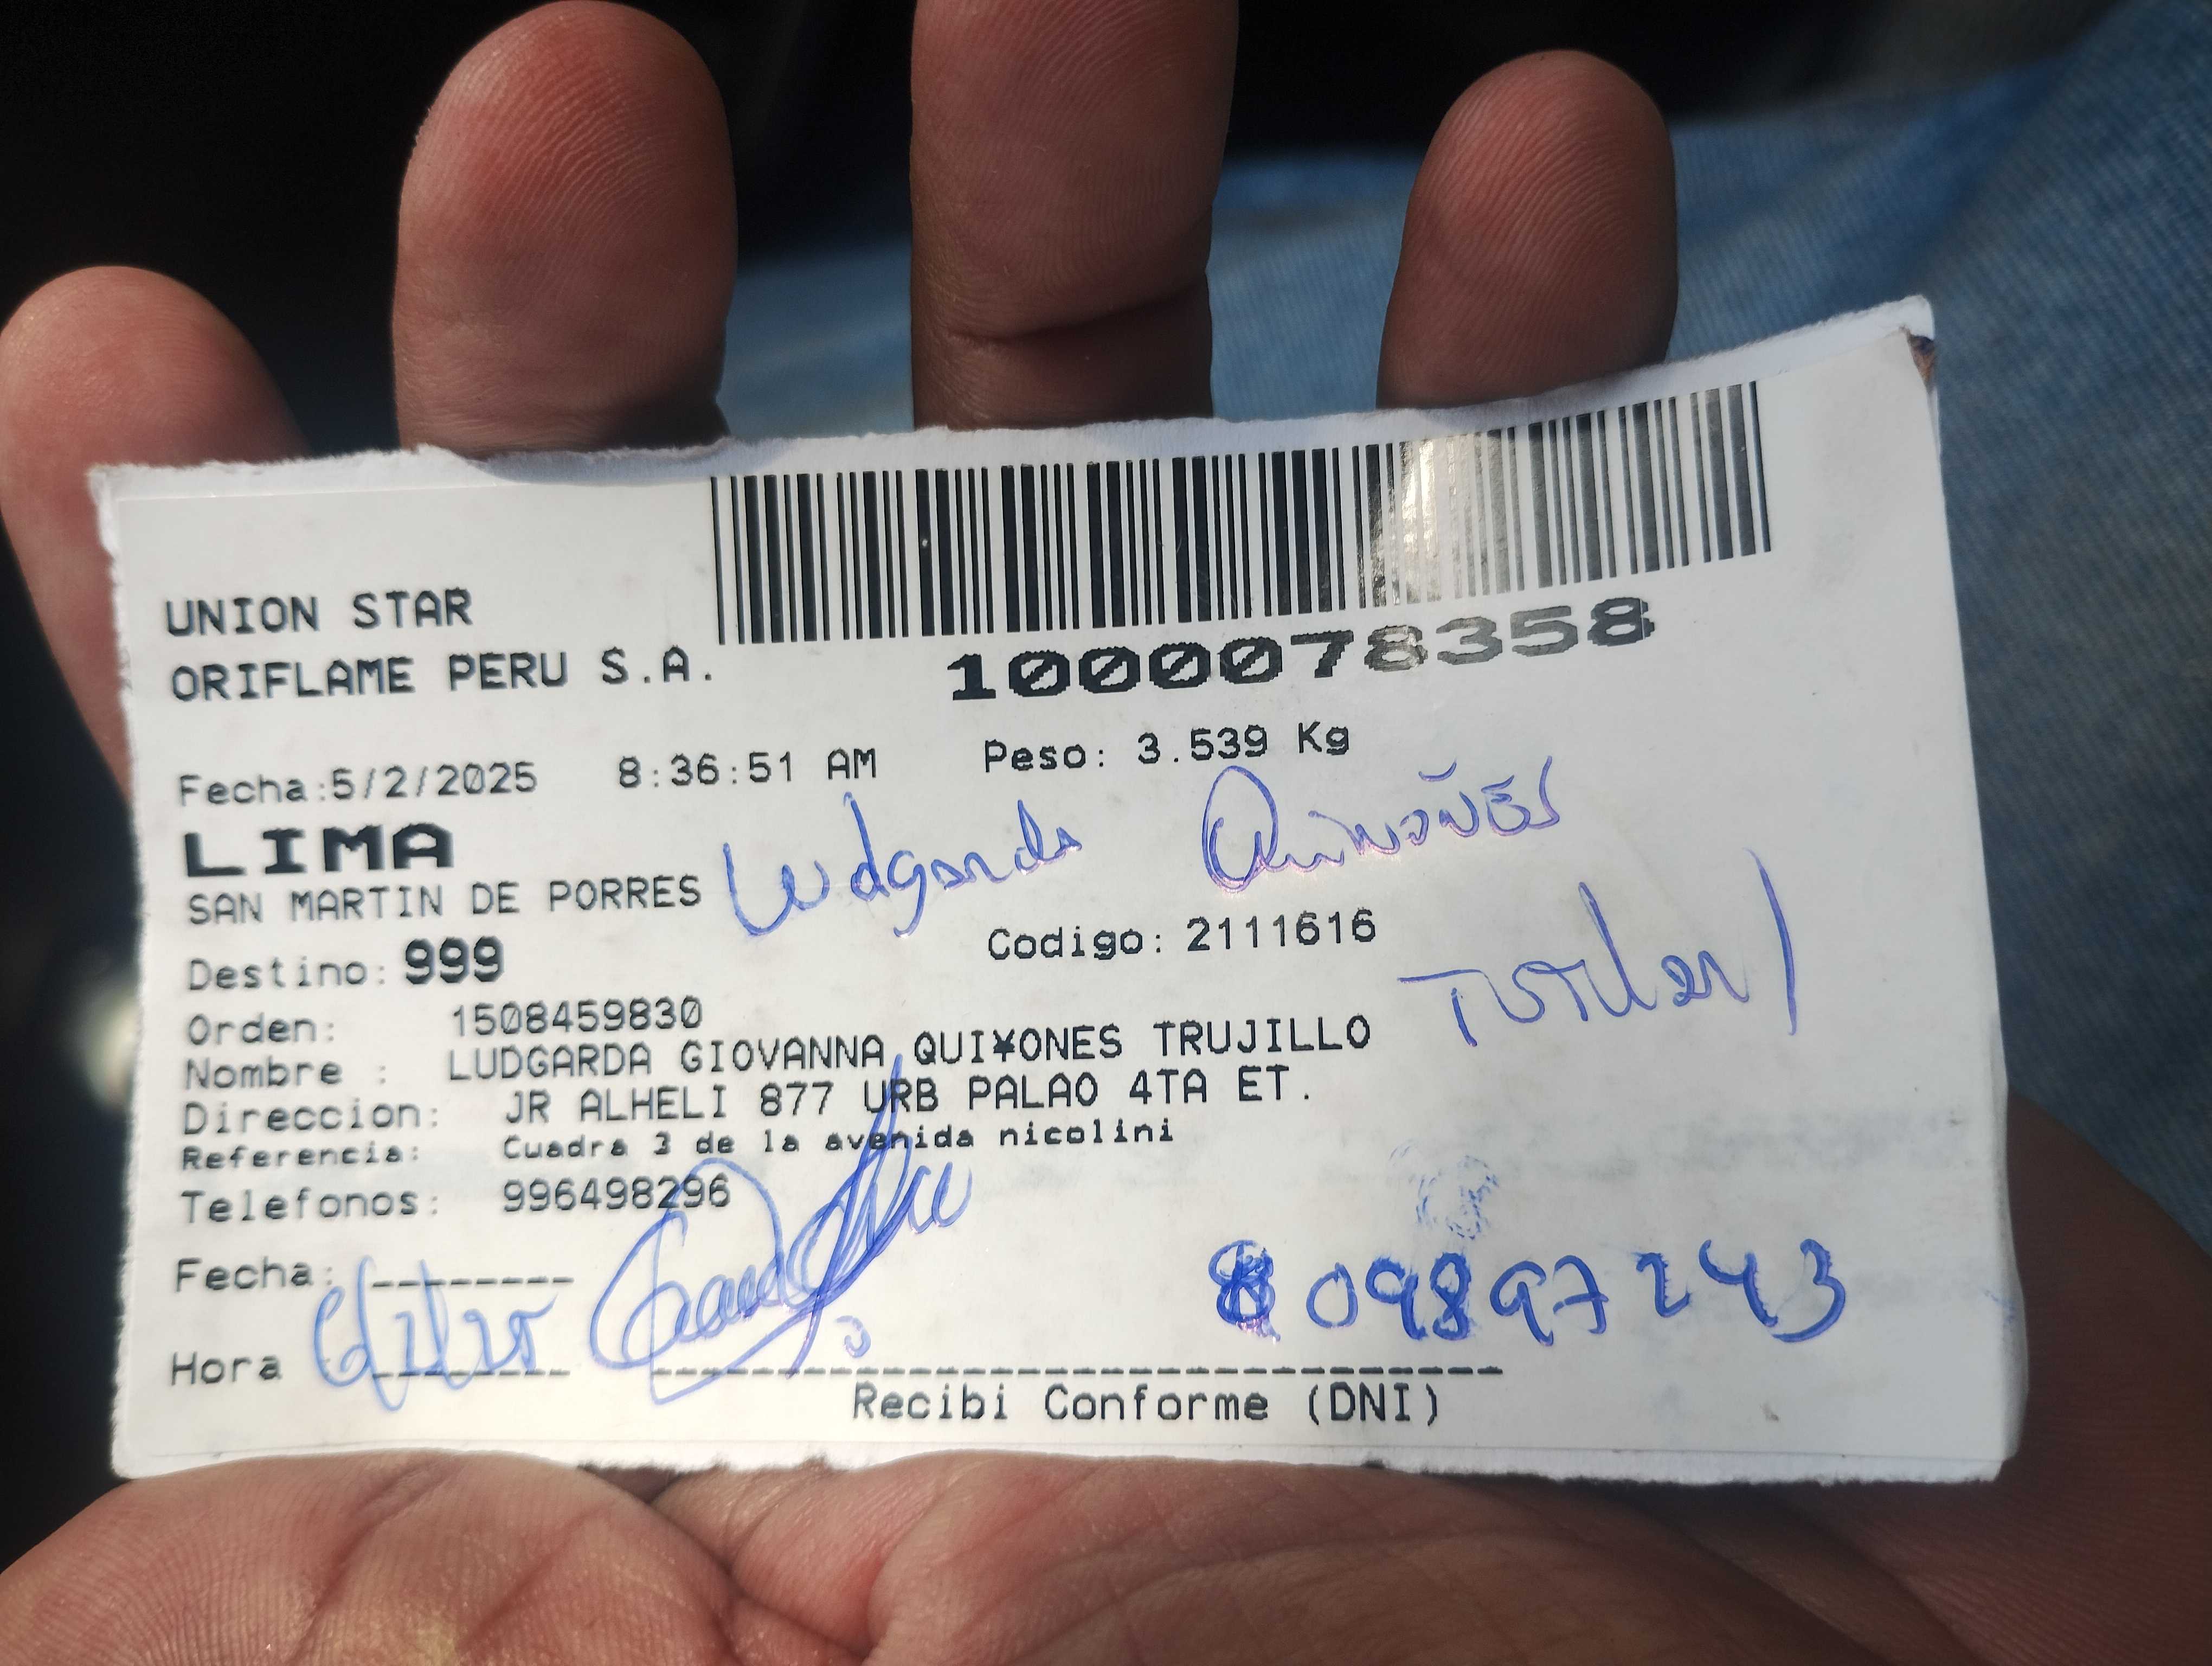 UNION STAR
ORIFLAME PERU S.A.
1000078358
Fecha:5/2/2025 8:36:51 AM Peso: 3.539 Kg
LIMA
Ludgarda Quiñones
SAN MARTIN DE PORRES
Codigo: 2111616
Destino: 999
Orden: 1508459830
Nombre : LUDGARDA GIOVANNA QUI¥ONES TRUJILLO
Direccion: JR ALHELI 877 URB PALAO 4TA ET.
Referencia: Cuadra 3 de la avenida nicolini
Telefonos: 996498296
Fecha: --------
09897243
Hora : --------
Recibi Conforme (DNI)